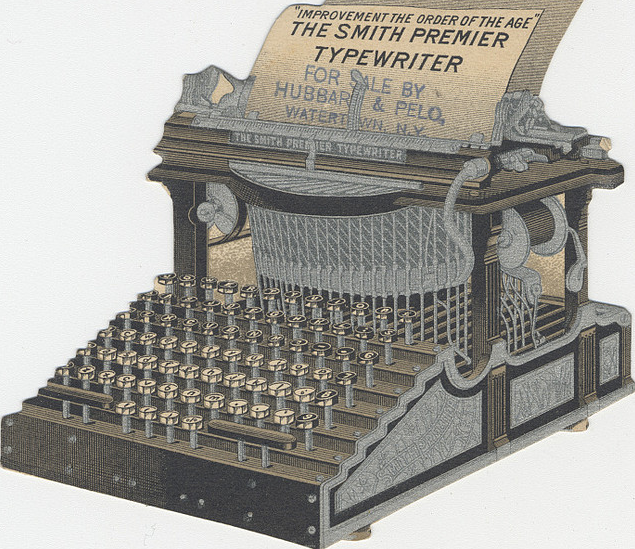 "IMPROVEMENT THE ORDER OF THE AGE"
THE SMITH PREMIER
TYPEWRITER
FOR SALE BY
HUBBARD & PELO,
WATERTOWN, N.Y.
THE SMITH PREMIER TYPEWRITER